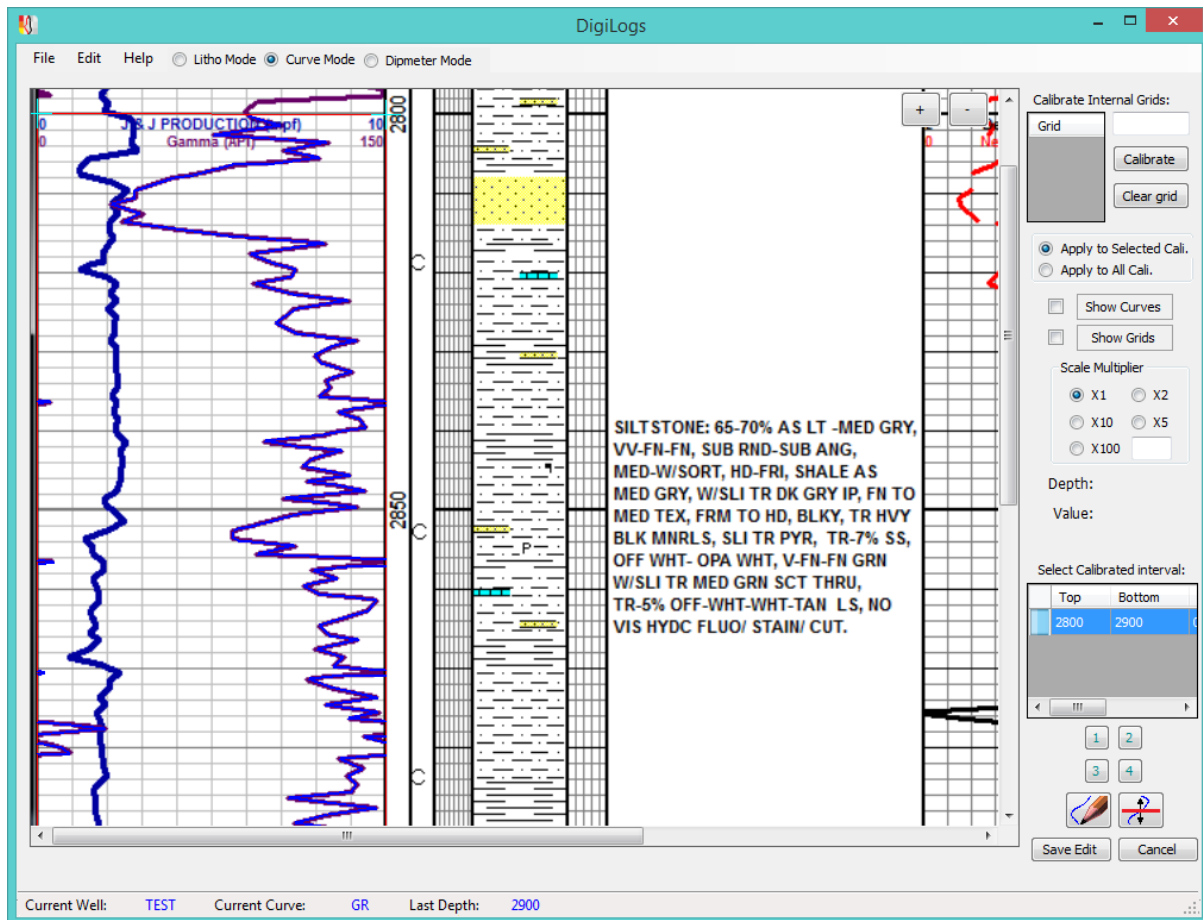 DigiLogs
File Edit Help Litho Mode Curve Mode Dipmeter Mode
+ -
J & J PRODUCTION
0 10
Gamma (API)
0 150
2800
C
2850
C
C
P
SILTSTONE: 65-70% AS LT -MED GRY,
VV-FN-FN, SUB RND-SUB ANG,
MED-W/SORT, HD-FRI, SHALE AS
MED GRY, W/SLI TR DK GRY IP, FN TO
MED TEX, FRM TO HD, BLKY, TR HVY
BLK MNRLS, SLI TR PYR, TR-7% SS,
OFF WHT- OPA WHT, V-FN-FN GRN
W/SLI TR MED GRN SCT THRU,
TR-5% OFF-WHT-WHT-TAN LS, NO
VIS HYDC FLUO/ STAIN/ CUT.
0 Ne
Calibrate Internal Grids:
Grid
Calibrate
Clear grid
Apply to Selected Cali.
Apply to All Cali.
Show Curves
Show Grids
Scale Multiplier
X1 X2
X10 X5
X100
Depth:
Value:
Select Calibrated interval:
Top Bottom
2800 2900
1 2
3 4
Save Edit Cancel
Current Well: TEST Current Curve: GR Last Depth: 2900